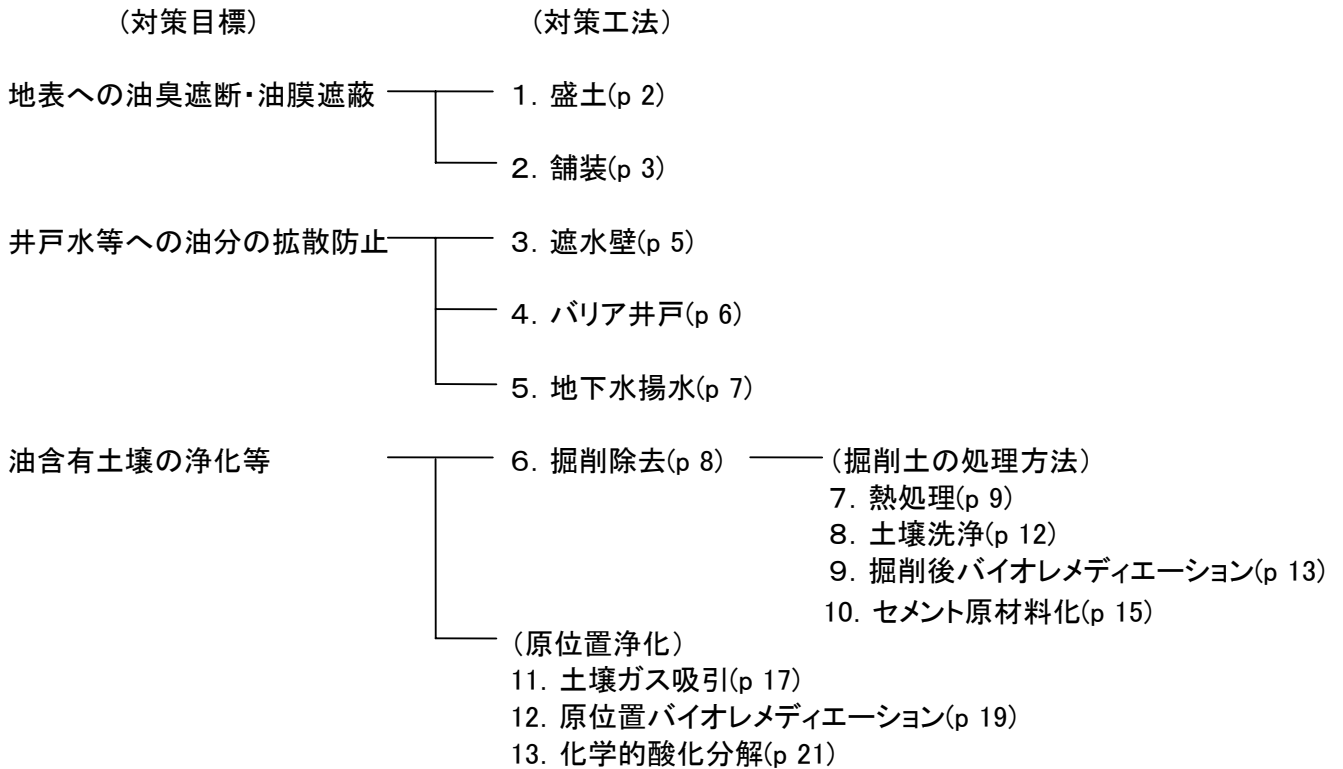 (対策目標) (対策工法)
地表への油臭遮断・油膜遮蔽 1. 盛土(p 2)
2. 舗装(p 3)
井戸水等への油分の拡散防止 3. 遮水壁(p 5)
4. バリア井戸(p 6)
5. 地下水揚水(p 7)
油含有土壌の浄化等 6. 掘削除去(p 8) (掘削土の処理方法)
7. 熱処理(p 9)
8. 土壌洗浄(p 12)
9. 掘削後バイオレメディエーション(p 13)
10. セメント原材料化(p 15)
(原位置浄化)
11. 土壌ガス吸引(p 17)
12. 原位置バイオレメディエーション(p 19)
13. 化学的酸化分解(p 21)